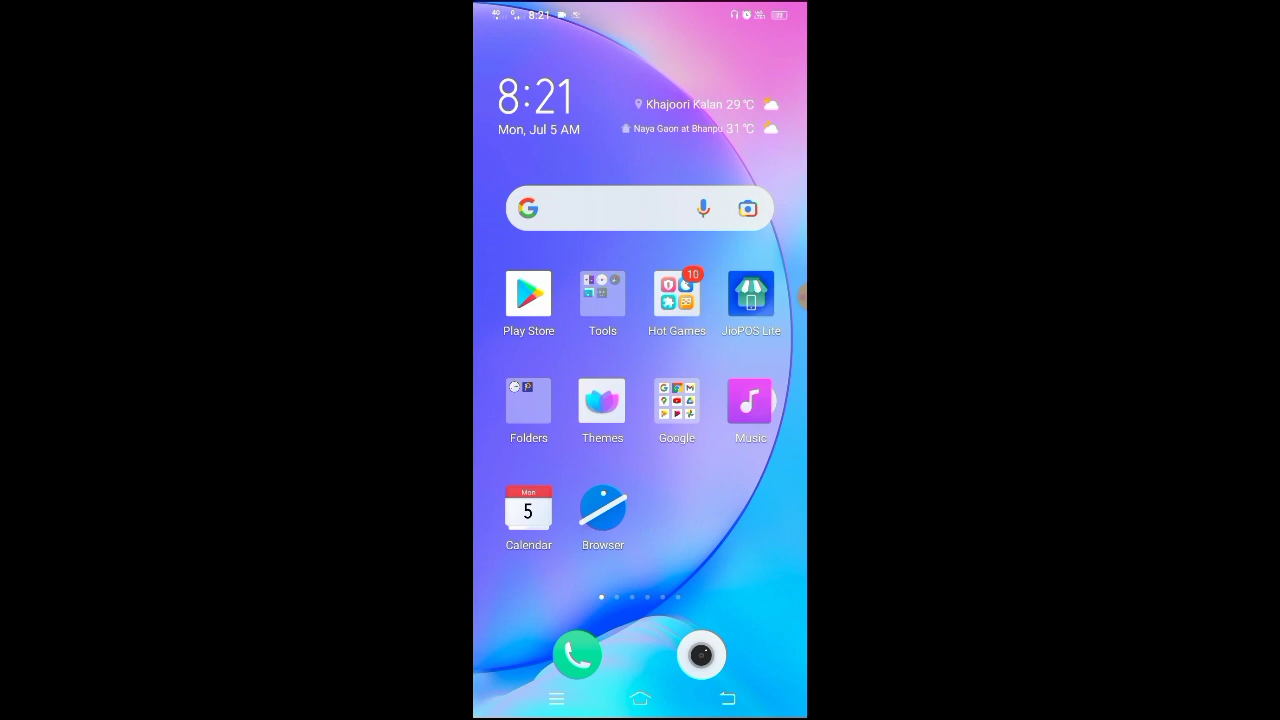 4G 8:21
8:21
Mon, Jul 5 AM
Khajoori Kalan 29°C
Naya Gaon at Bhanpu 31°C
Play Store
Tools
Hot Games
10
JioPOS Lite
Folders
Themes
Google
Music
Mon
5
Calendar
Browser